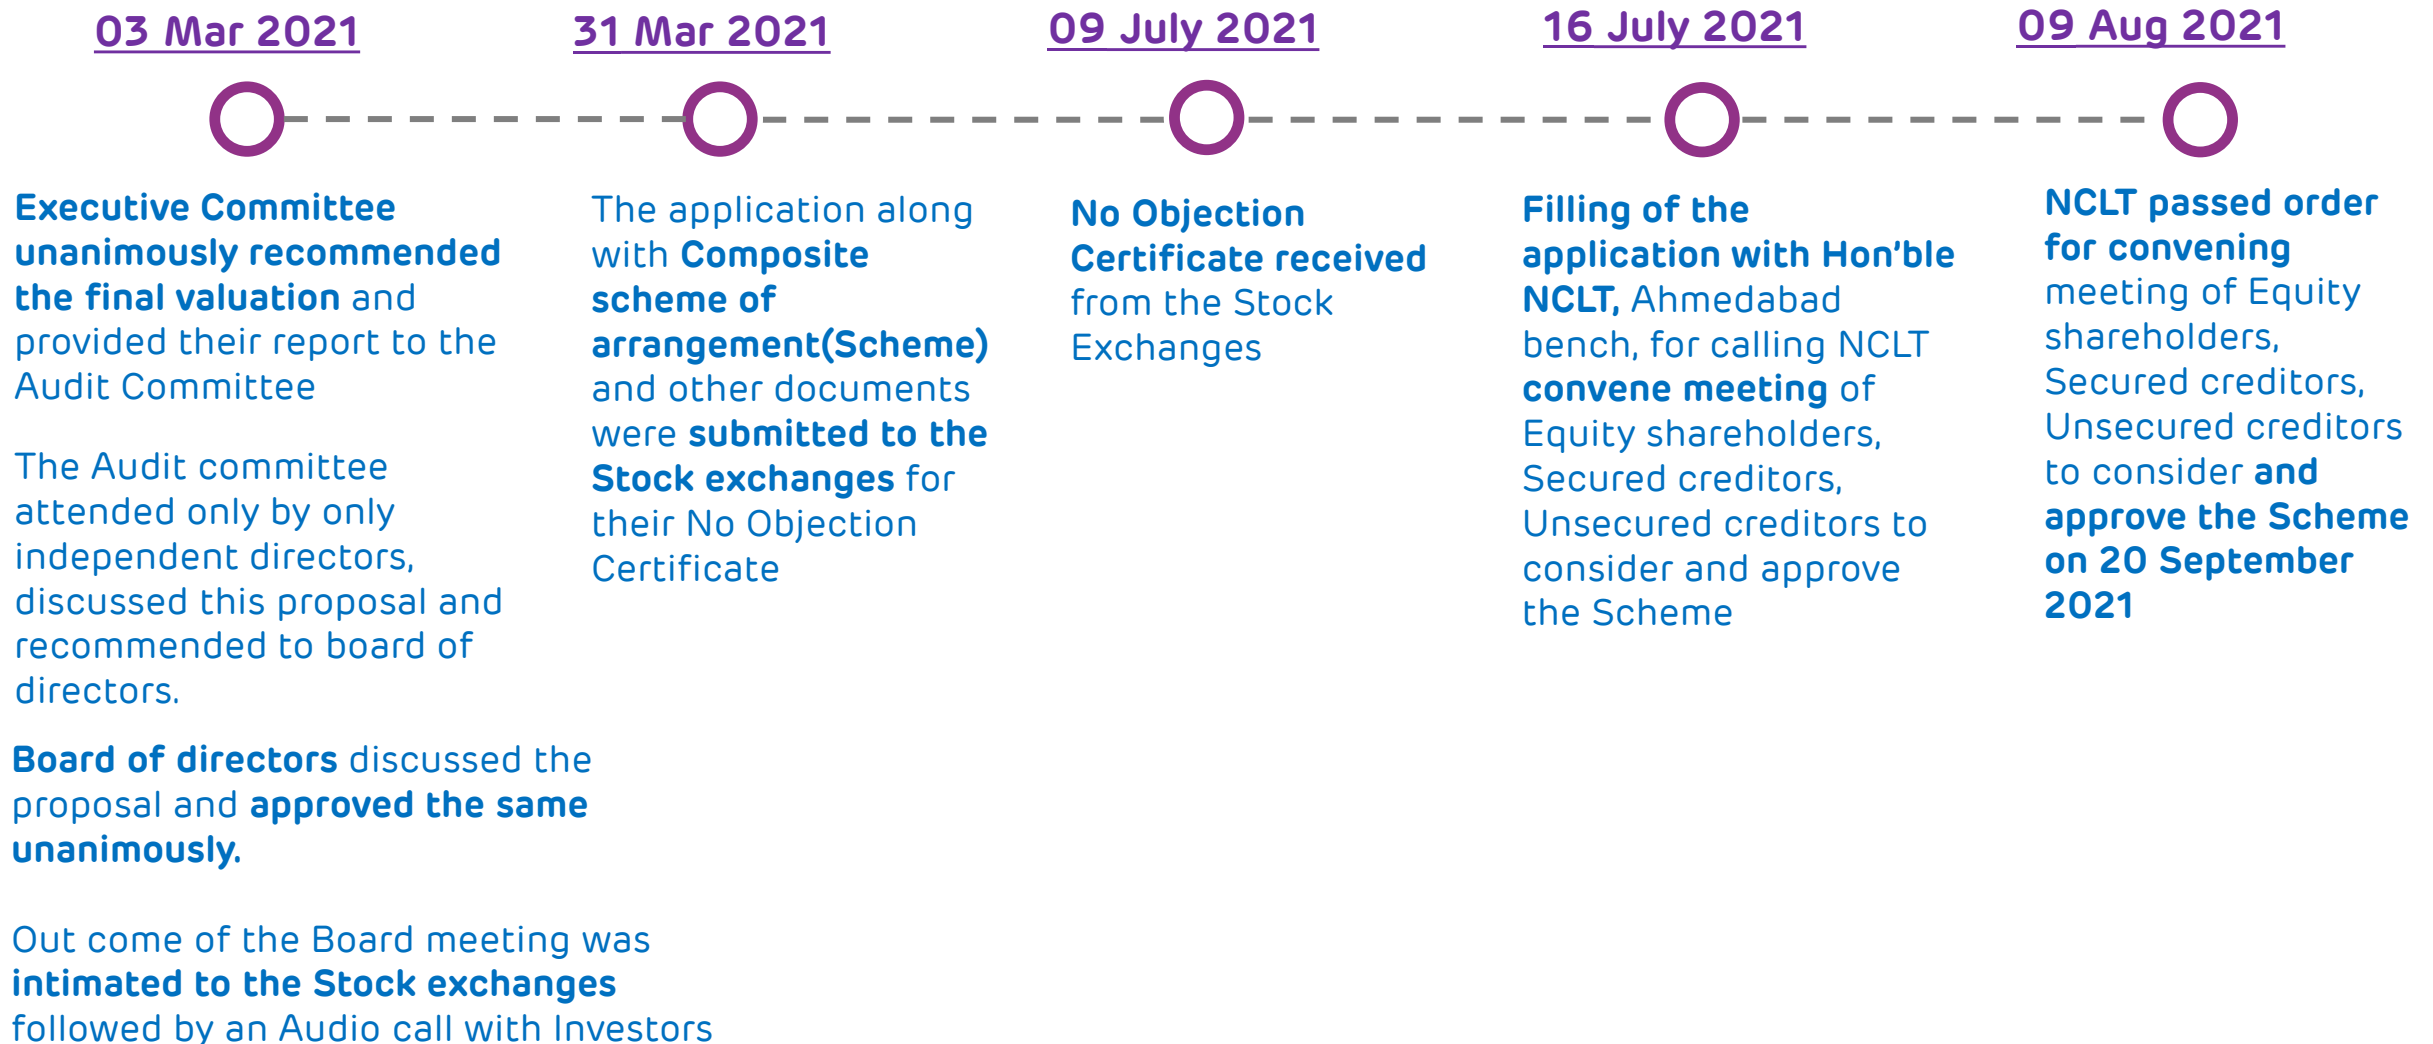 03 Mar 2021
31 Mar 2021
09 July 2021
16 July 2021
09 Aug 2021
Executive Committee
unanimously recommended
the final valuation and
provided their report to the
Audit Committee
The Audit committee
attended only by only
independent directors,
discussed this proposal and
recommended to board of
directors.
Board of directors discussed the
proposal and approved the same
unanimously.
Out come of the Board meeting was
intimated to the Stock exchanges
followed by an Audio call with Investors
The application along
with Composite
scheme of
arrangement(Scheme)
and other documents
were submitted to the
Stock exchanges for
their No Objection
Certificate
No Objection
Certificate received
from the Stock
Exchanges
Filling of the
application with Hon'ble
NCLT, Ahmedabad
bench, for calling NCLT
convene meeting of
Equity shareholders,
Secured creditors,
Unsecured creditors to
consider and approve
the Scheme
NCLT passed order
for convening
meeting of Equity
shareholders,
Secured creditors,
Unsecured creditors
to consider and
approve the Scheme
on 20 September
2021